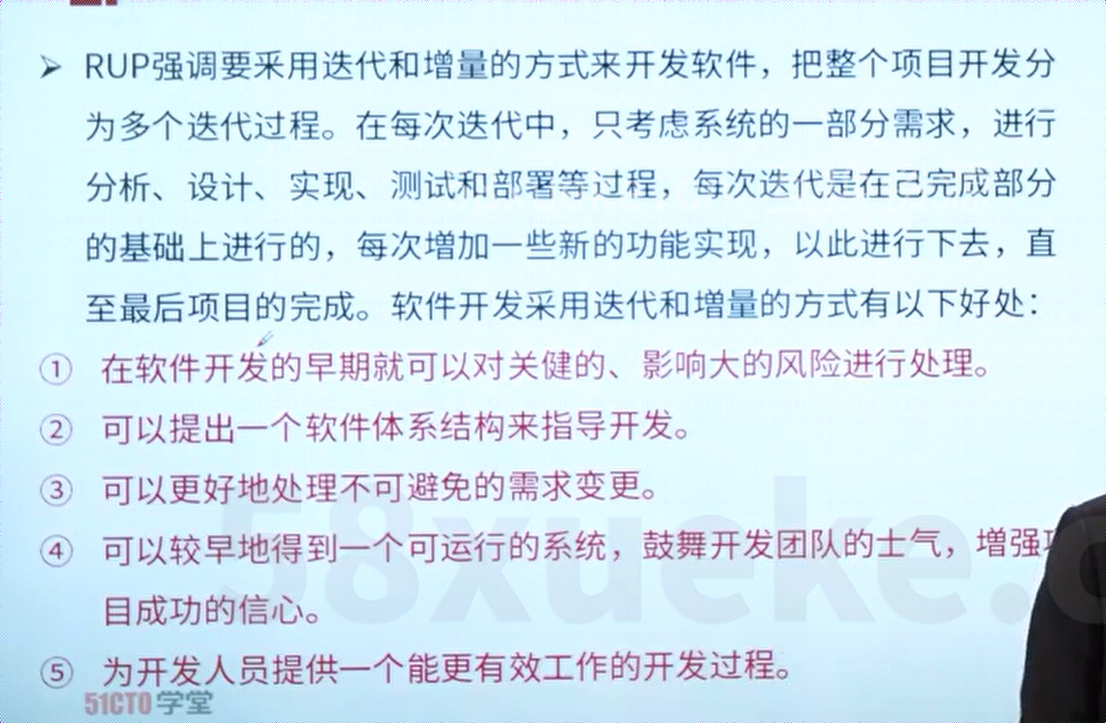 ➢ RUP强调要采用迭代和增量的方式来开发软件，把整个项目开发分
为多个迭代过程。在每次迭代中，只考虑系统的一部分需求，进行
分析、设计、实现、测试和部署等过程，每次迭代是在己完成部分
的基础上进行的，每次增加一些新的功能实现，以此进行下去，直
至最后项目的完成。软件开发采用迭代和增量的方式有以下好处：
① 在软件开发的早期就可以对关健的、影响大的风险进行处理。
② 可以提出一个软件体系结构来指导开发。
③ 可以更好地处理不可避免的需求变更。
④ 可以较早地得到一个可运行的系统，鼓舞开发团队的士气，增强
目成功的信心。
⑤ 为开发人员提供一个能更有效工作的开发过程。
51CTO学堂
58xueke.c